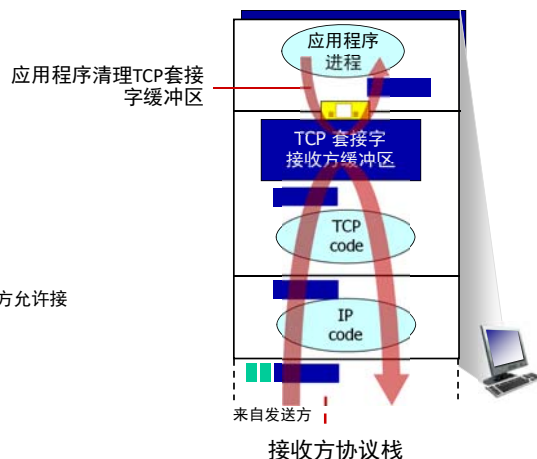 应用程序
进程
应用程序清理TCP套接
字缓冲区
TCP 套接字
接收方缓冲区
TCP
code
方允许接
IP
code
来自发送方
接收方协议栈